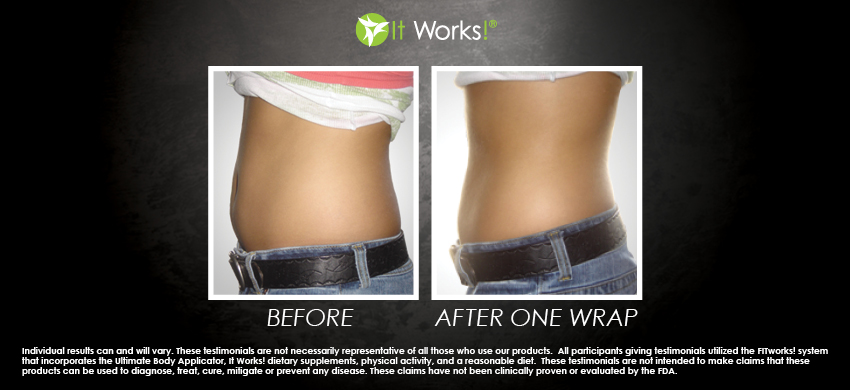 It Works!®
BEFORE
AFTER ONE WRAP
Individual results can and will vary. These testimonials are not necessarily representative of all those who use our products.  All participants giving testimonials utilized the FITworks! system
that incorporates the Ultimate Body Applicator, It Works! dietary supplements, physical activity, and a reasonable diet.  These testimonials are not intended to make claims that these
products can be used to diagnose, treat, cure, miligate or prevent any disease. These claims have not been clinically proven or evaluated by the FDA.